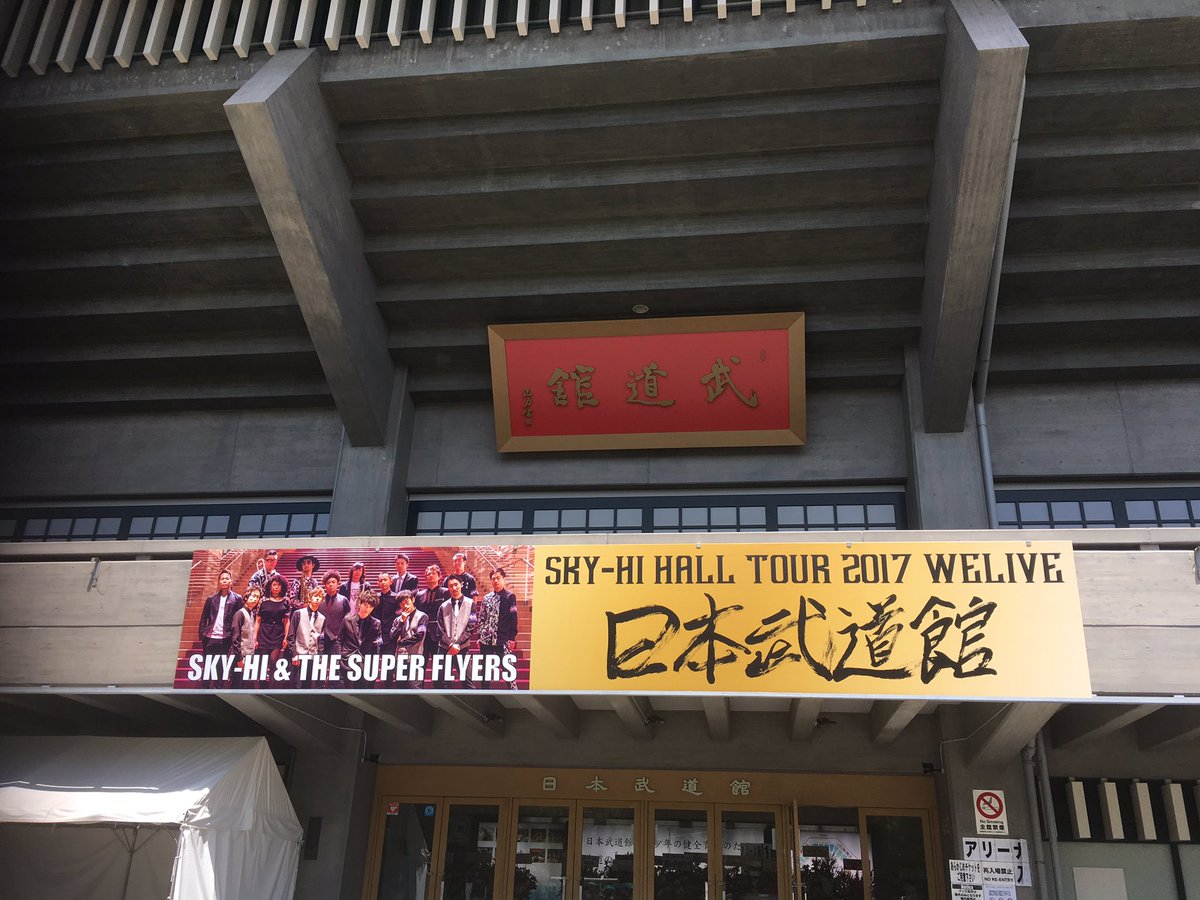 武道館
SKY-HI & THE SUPER FLYERS
SKY-HI HALL TOUR 2017 WELIVE
日本武道館
日本武道館
No Smoking
全館禁煙
アリーナ
再入場禁止
NO RE-ENTRY